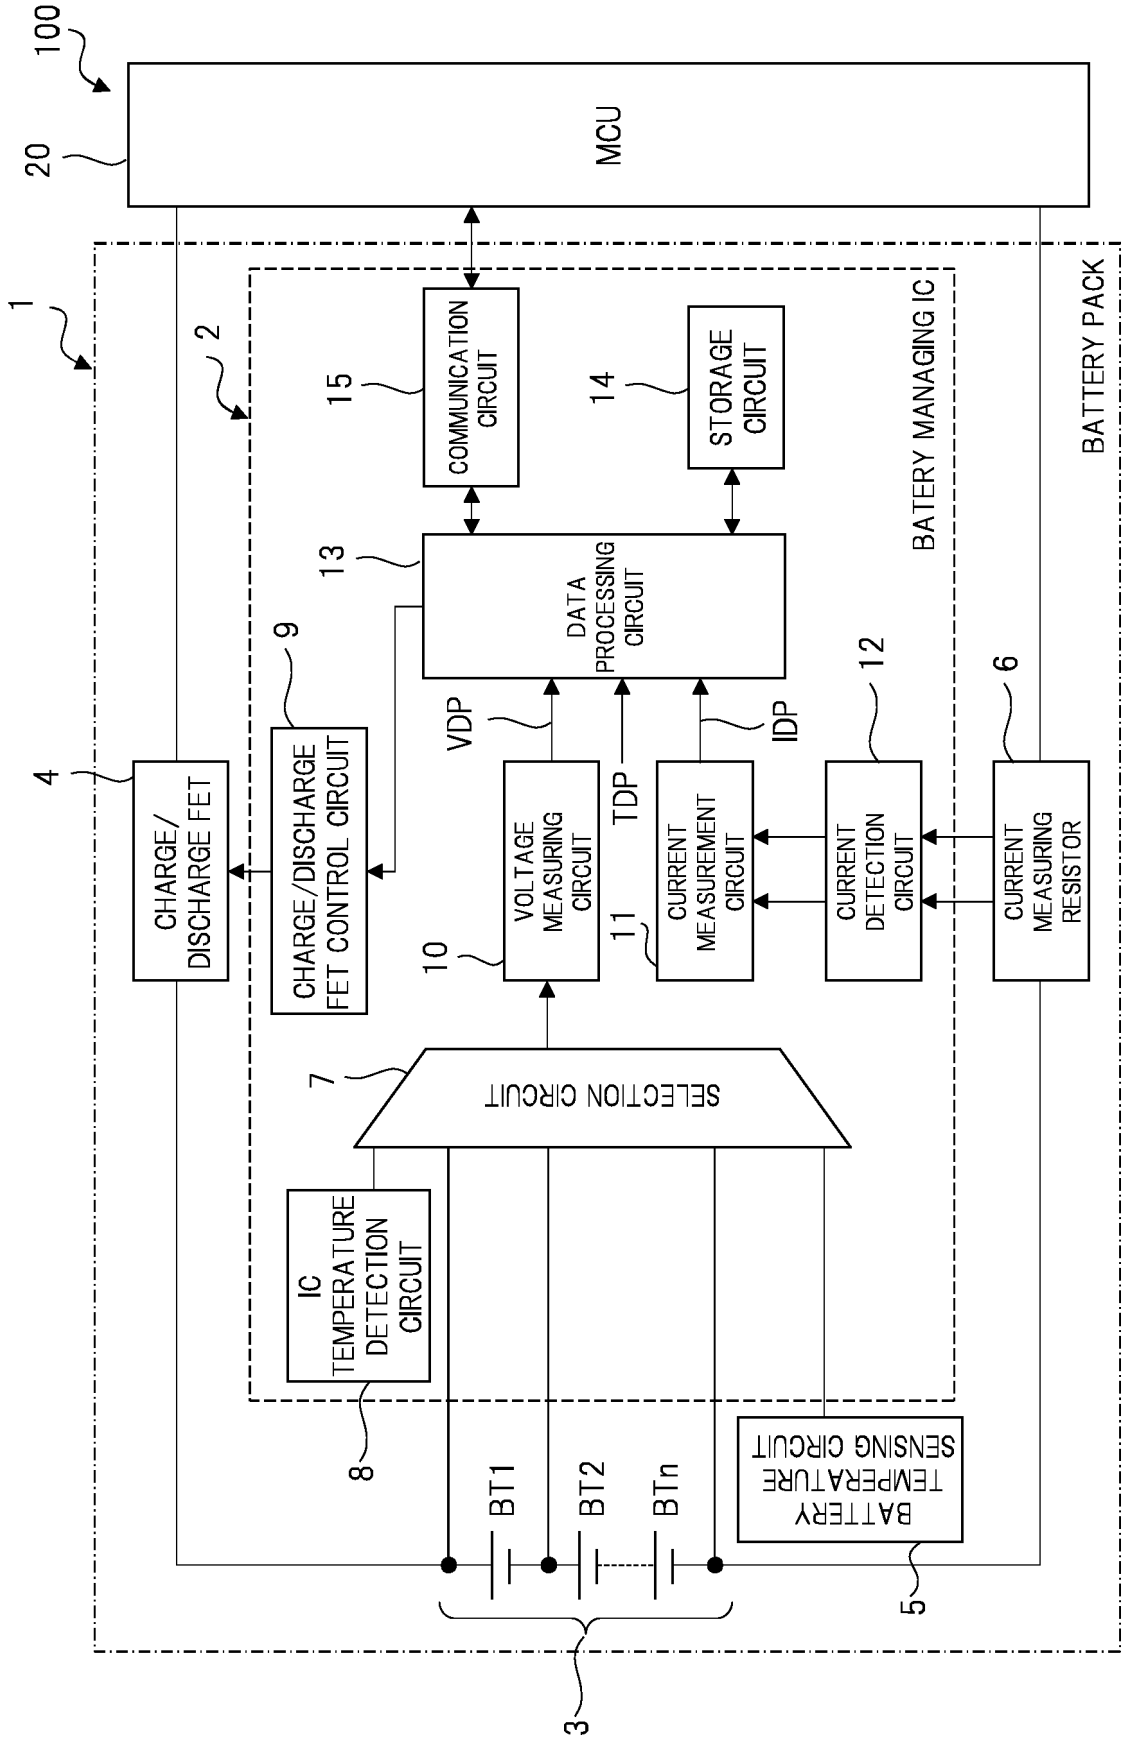 100
20
MCU
1
2
15
COMMUNICATION
CIRCUIT
14
STORAGE
CIRCUIT
BATERY MANAGING IC
BATTERY PACK
13
DATA
PROCESSING
CIRCUIT
4
CHARGE/
DISCHARGE FET
9
CHARGE/DISCHARGE
FET CONTROL CIRCUIT
VDP
TDP
IDP
10
VOLTAGE
MEASURING
CIRCUIT
11
CURRENT
MEASUREMENT
CIRCUIT
12
CURRENT
DETECTION
CIRCUIT
6
CURRENT
MEASURING
RESISTOR
7
SELECTION CIRCUIT
IC
TEMPERATURE
DETECTION
CIRCUIT
8
BT1
BT2
BTn
BATTERY
TEMPERATURE
SENSING CIRCUIT
5
3